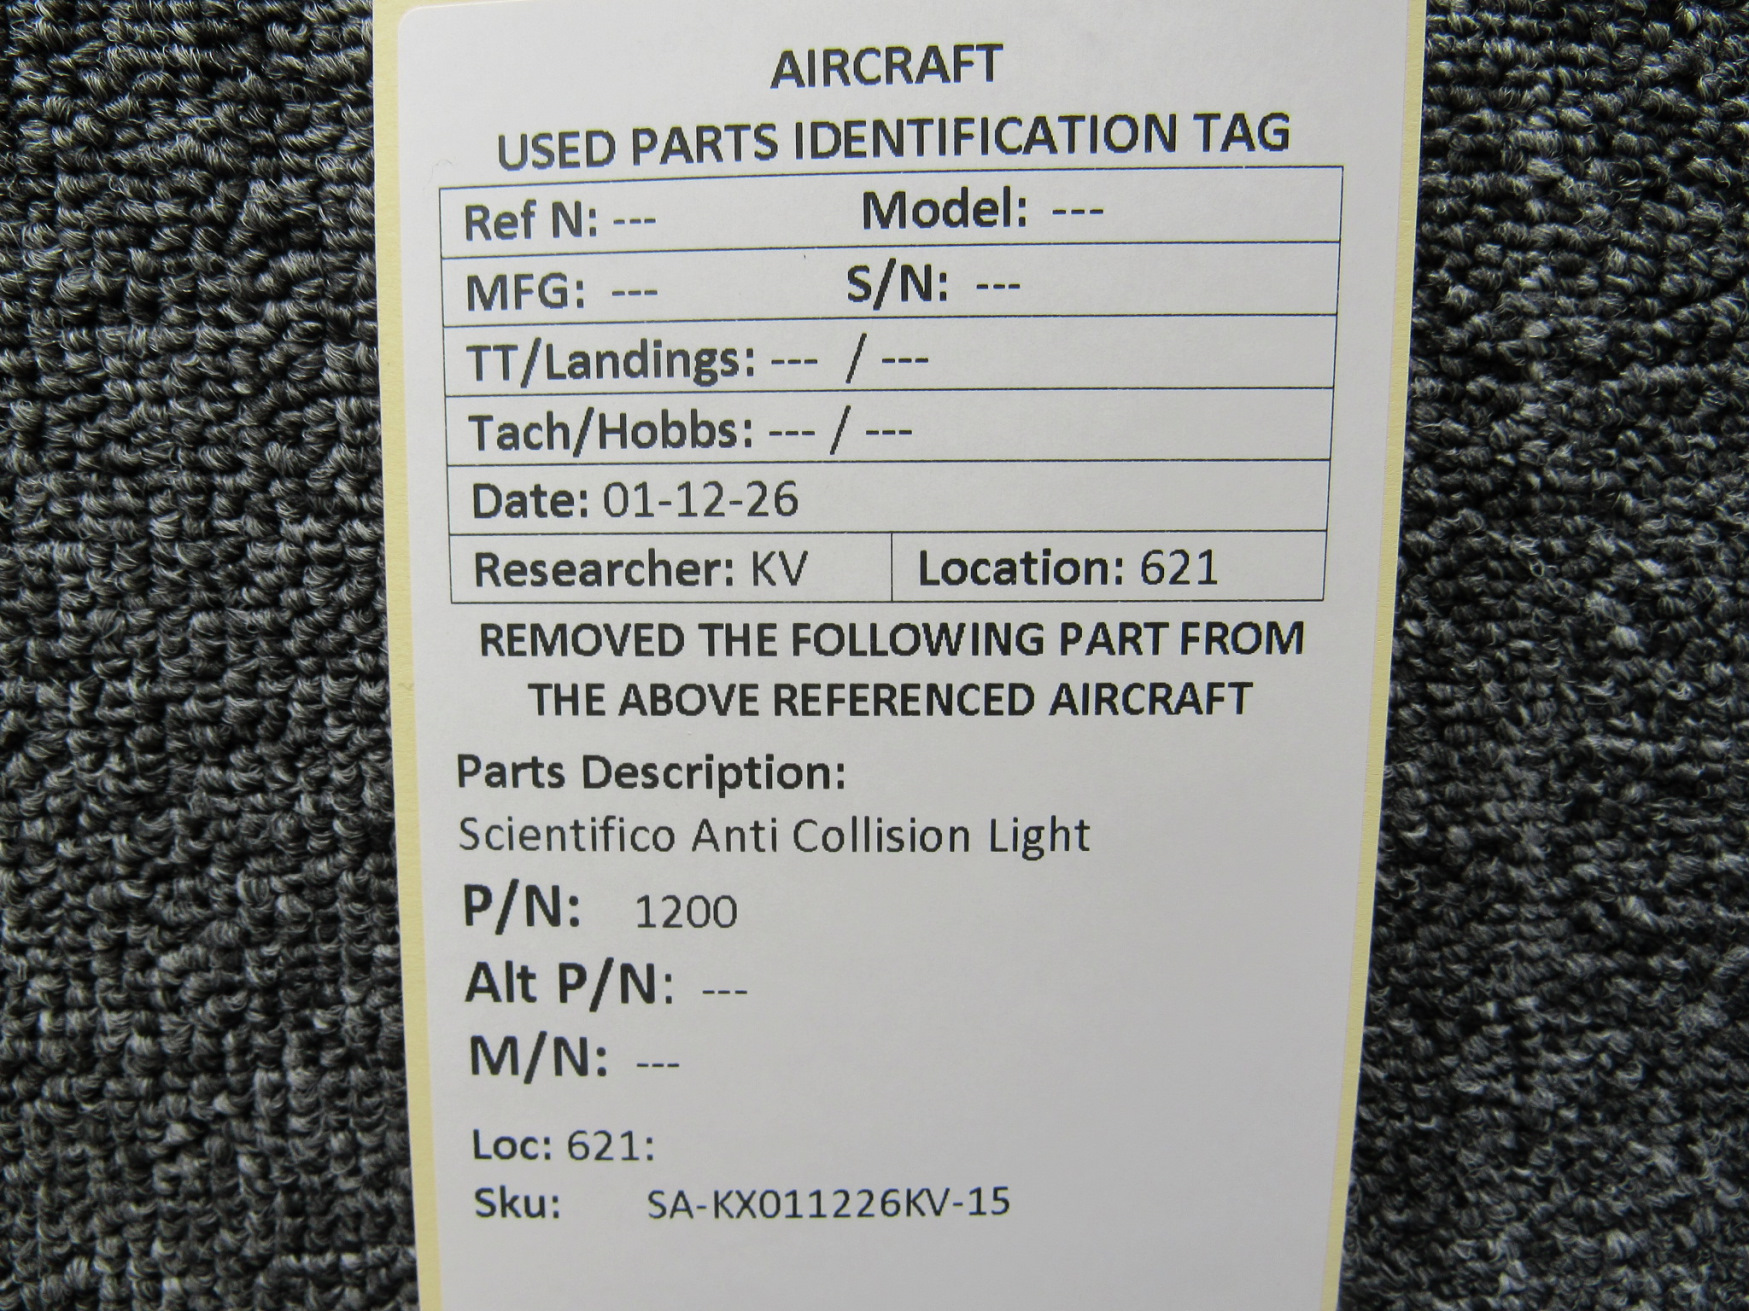 AIRCRAFT
USED PARTS IDENTIFICATION TAG
Ref N: --- Model: ---
MFG: --- S/N: ---
TT/Landings: --- / ---
Tach/Hobbs: --- / ---
Date: 01-12-26
Researcher: KV Location: 621
REMOVED THE FOLLOWING PART FROM
THE ABOVE REFERENCED AIRCRAFT
Parts Description:
Scientifico Anti Collision Light
P/N: 1200
Alt P/N: ---
M/N: ---
Loc: 621:
Sku: SA-KX011226KV-15